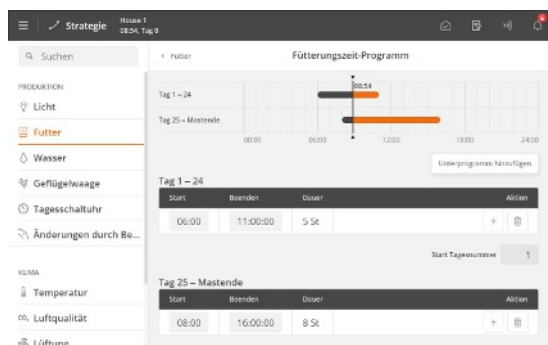 Strategie
House 1
08:54, Tag 0
Suchen
PRODUKTION
Licht
Futter
Wasser
Geflügelwaage
Tagesschaltuhr
Änderungen durch Be...
KLIMA
Temperatur
CO₂ Luftqualität
Lüftung
< Futter
Fütterungszeit-Programm
08:54
Tag 1 – 24
Tag 25 – Mastende
00:00 06:00 12:00 18:00 24:00
Unterprogramm hinzufügen
Tag 1 – 24
Start Beenden Dauer Aktion
06:00 11:00:00 5 St +
Start Tagesnummer 1
Tag 25 – Mastende
Start Beenden Dauer Aktion
08:00 16:00:00 8 St +